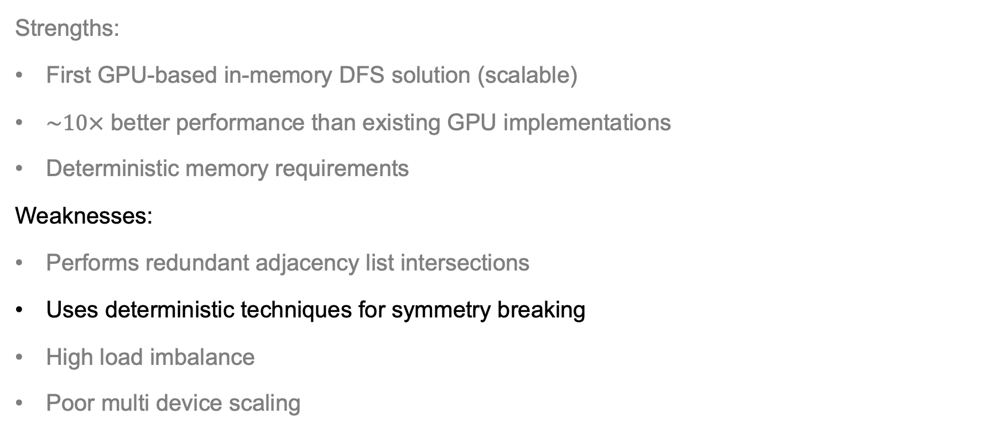 Strengths:
• First GPU-based in-memory DFS solution (scalable)
• ~10× better performance than existing GPU implementations
• Deterministic memory requirements
Weaknesses:
• Performs redundant adjacency list intersections
• Uses deterministic techniques for symmetry breaking
• High load imbalance
• Poor multi device scaling